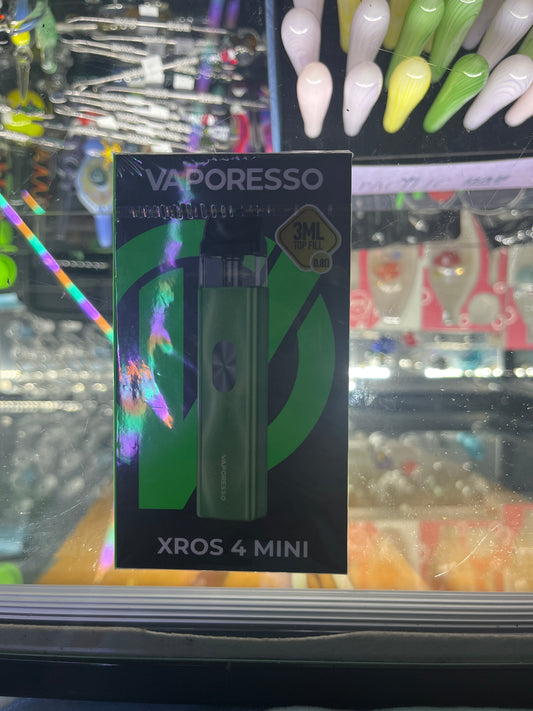 VAPORESSO
3ML
TOP FILL
0.8Ω
VAPORESSO
XROS 4 MINI